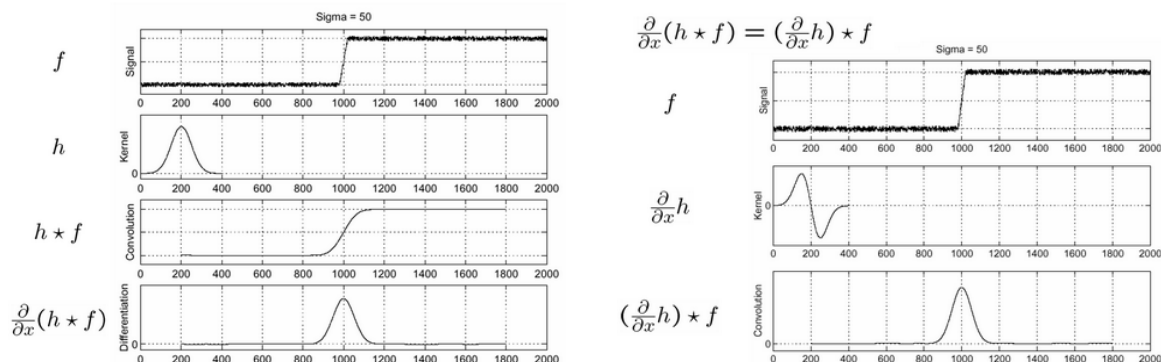 Sigma = 50
f
Signal
0 200 400 600 800 1000 1200 1400 1600 1800 2000
h
Kernel
0
0 200 400 600 800 1000 1200 1400 1600 1800 2000
h ⋆ f
Convolution
0 200 400 600 800 1000 1200 1400 1600 1800 2000
∂/∂x (h ⋆ f)
Differentiation
0
0 200 400 600 800 1000 1200 1400 1600 1800 2000
∂/∂x (h ⋆ f) = (∂/∂x h) ⋆ f
Sigma = 50
f
Signal
0 200 400 600 800 1000 1200 1400 1600 1800 2000
∂/∂x h
Kernel
0
0 200 400 600 800 1000 1200 1400 1600 1800 2000
(∂/∂x h) ⋆ f
Convolution
0
0 200 400 600 800 1000 1200 1400 1600 1800 2000